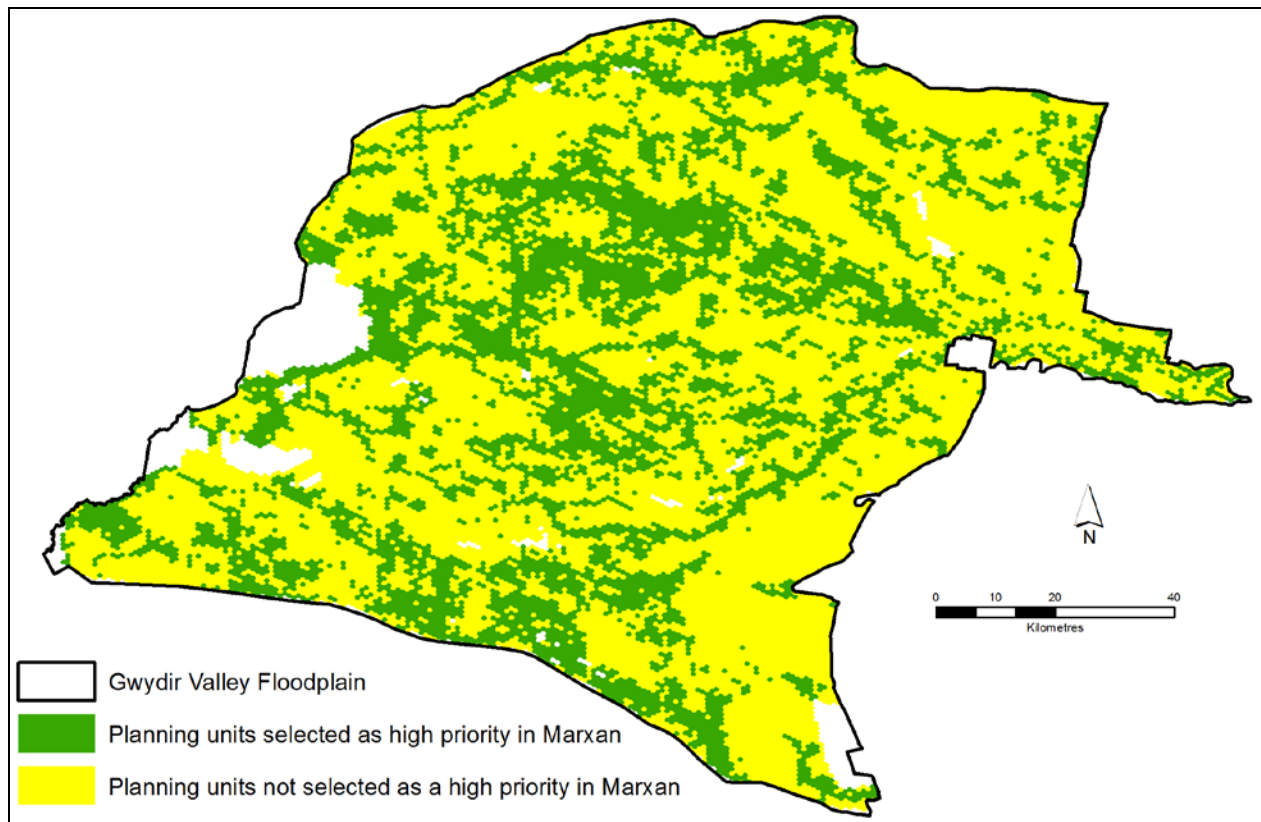 N
0 10 20 40
Kilometres
Gwydir Valley Floodplain
Planning units selected as high priority in Marxan
Planning units not selected as a high priority in Marxan